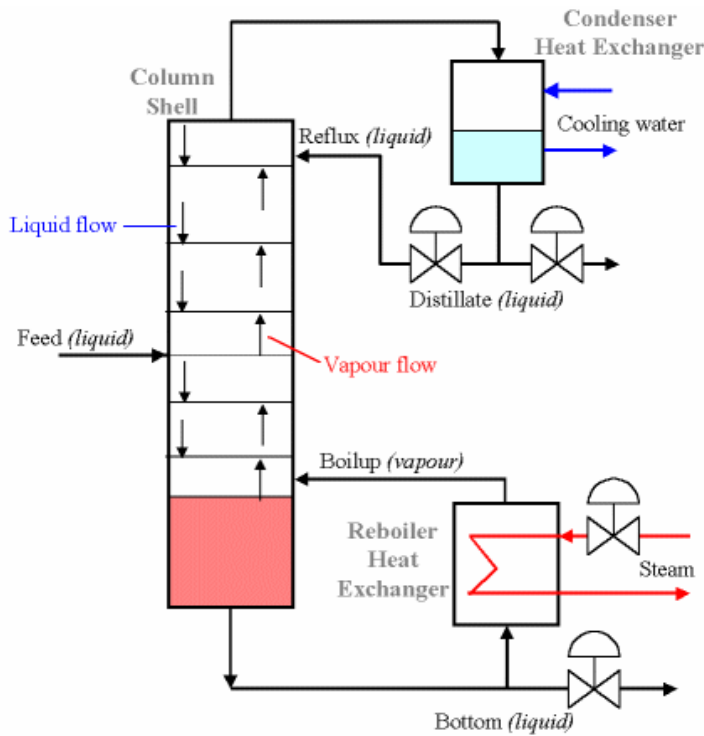 Condenser
Heat Exchanger
Column
Shell
Cooling water
Reflux (liquid)
Liquid flow
Distillate (liquid)
Feed (liquid)
Vapour flow
Boilup (vapour)
Reboiler
Heat
Exchanger
Steam
Bottom (liquid)